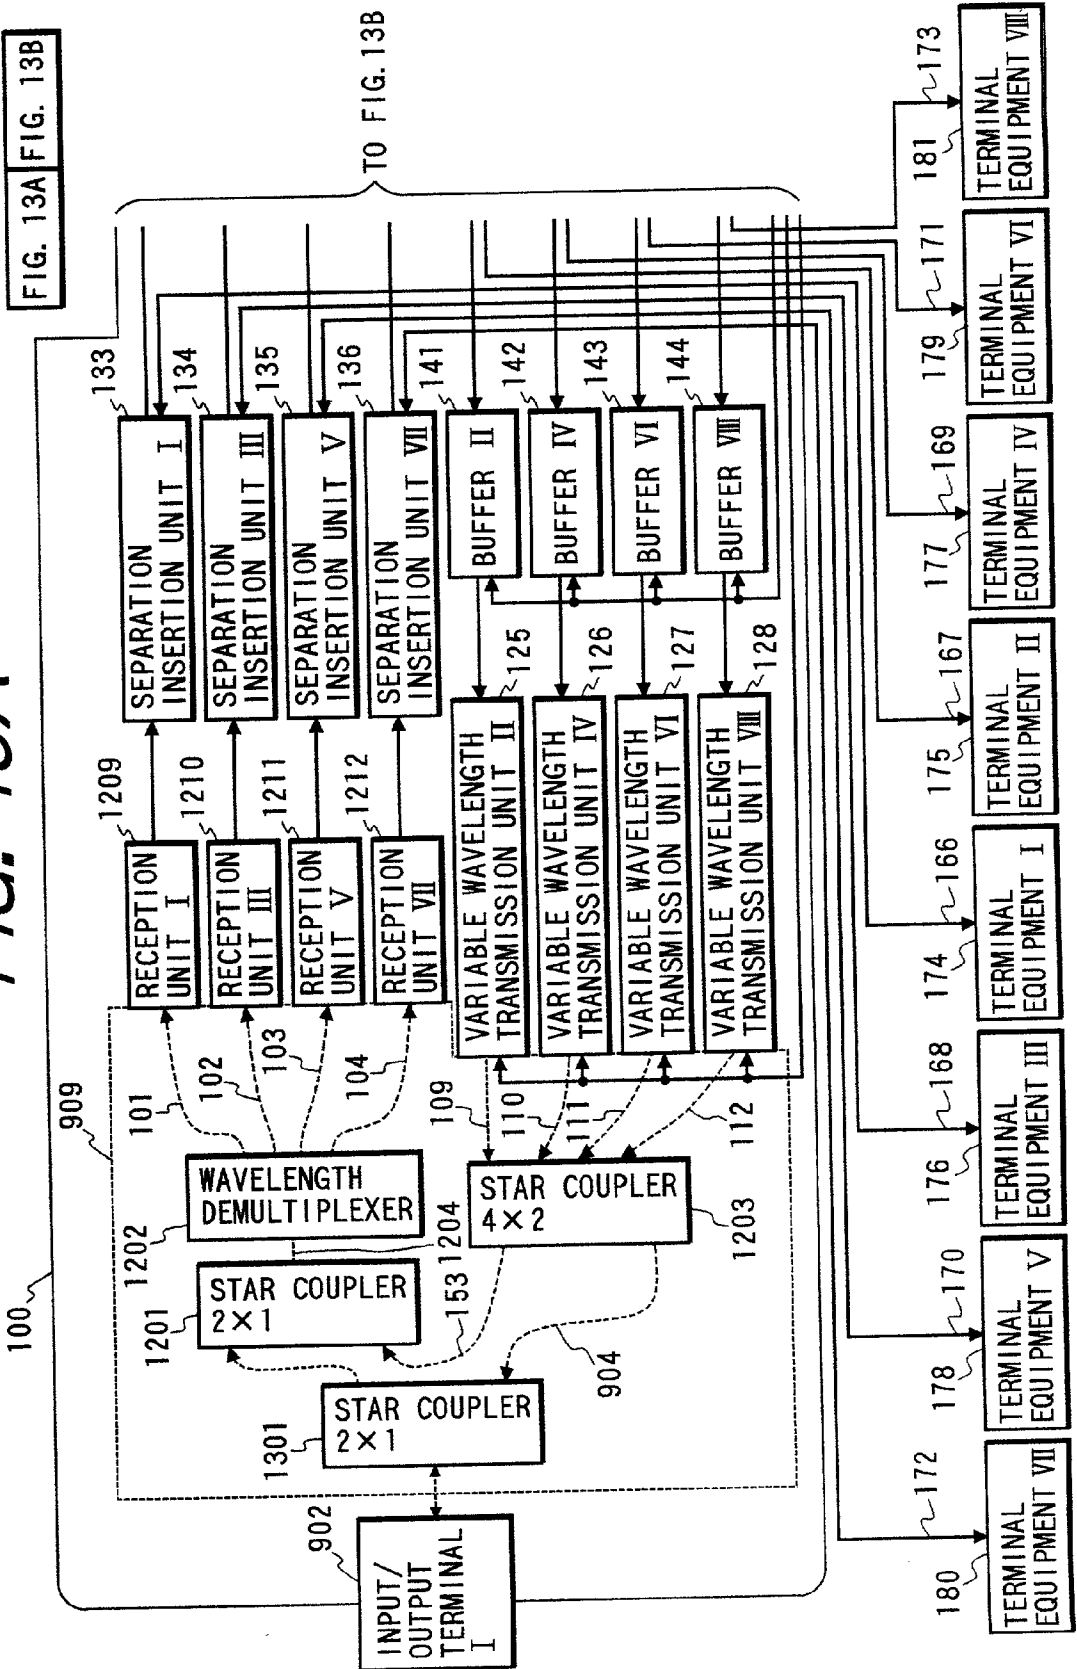 FIG. 13A
FIG. 13A
FIG. 13B
100
909
TO FIG. 13B
INPUT/
OUTPUT
TERMINAL
I
902
STAR COUPLER
2×1
1301
STAR COUPLER
2×1
1201
WAVELENGTH
DEMULTIPLEXER
1202
1204
153
904
STAR COUPLER
4×2
1203
101
102
103
104
109
110
111
112
RECEPTION
UNIT I
1209
RECEPTION
UNIT III
1210
RECEPTION
UNIT V
1211
RECEPTION
UNIT VII
1212
SEPARATION
INSERTION UNIT I
133
SEPARATION
INSERTION UNIT III
134
SEPARATION
INSERTION UNIT V
135
SEPARATION
INSERTION UNIT VII
136
VARIABLE WAVELENGTH
TRANSMISSION UNIT II
125
VARIABLE WAVELENGTH
TRANSMISSION UNIT IV
126
VARIABLE WAVELENGTH
TRANSMISSION UNIT VI
127
VARIABLE WAVELENGTH
TRANSMISSION UNIT VIII
128
BUFFER II
141
BUFFER IV
142
BUFFER VI
143
BUFFER VIII
144
TERMINAL
EQUIPMENT VII
180
172
TERMINAL
EQUIPMENT V
178
170
TERMINAL
EQUIPMENT III
176
168
TERMINAL
EQUIPMENT I
174
166
TERMINAL
EQUIPMENT II
175
167
TERMINAL
EQUIPMENT IV
177
169
TERMINAL
EQUIPMENT VI
179
171
TERMINAL
EQUIPMENT VIII
181
173